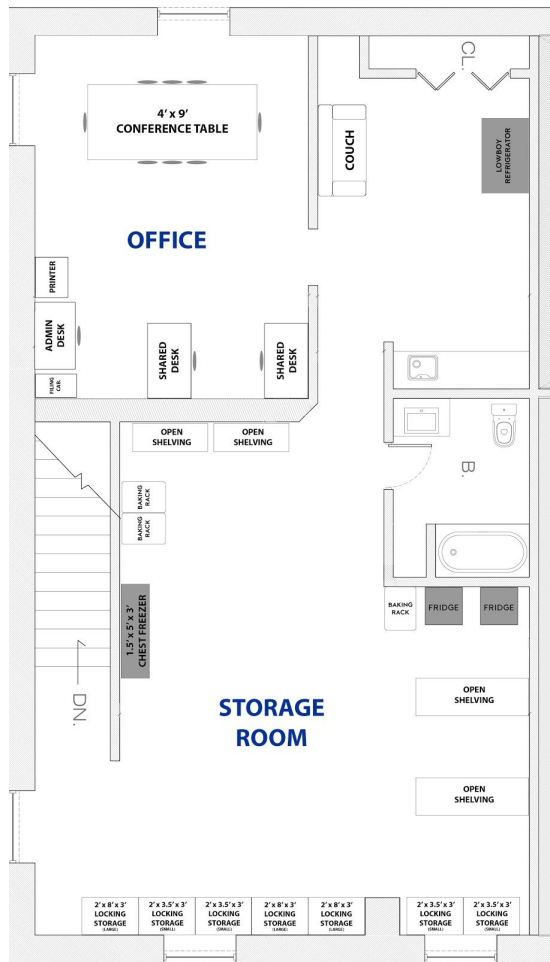 CL.
4' x 9'
CONFERENCE TABLE
COUCH
LOWBOY
REFRIGERATOR
OFFICE
PRINTER
ADMIN
DESK
SHARED
DESK
SHARED
DESK
FILING
CAB.
OPEN
SHELVING
OPEN
SHELVING
B.
BAKING
RACK
BAKING
RACK
1.5' x 5' x 3'
CHEST FREEZER
BAKING
RACK
FRIDGE
FRIDGE
DN.
OPEN
SHELVING
STORAGE
ROOM
OPEN
SHELVING
2' x 8' x 3'
LOCKING
STORAGE
(LARGE)
2' x 3.5' x 3'
LOCKING
STORAGE
(SMALL)
2' x 3.5' x 3'
LOCKING
STORAGE
(SMALL)
2' x 8' x 3'
LOCKING
STORAGE
(LARGE)
2' x 8' x 3'
LOCKING
STORAGE
(LARGE)
2' x 3.5' x 3'
LOCKING
STORAGE
(SMALL)
2' x 3.5' x 3'
LOCKING
STORAGE
(SMALL)